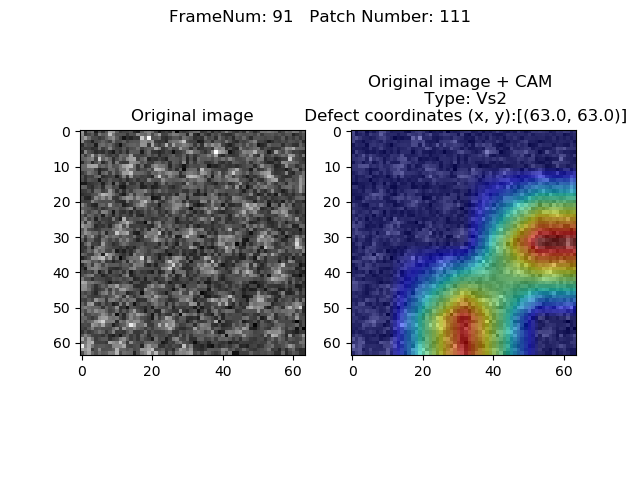 FrameNum: 91   Patch Number: 111
Original image
Original image + CAM
Type: Vs2
Defect coordinates (x, y):[(63.0, 63.0)]
0
10
20
30
40
50
60
0 20 40 60
0
10
20
30
40
50
60
20 40 60